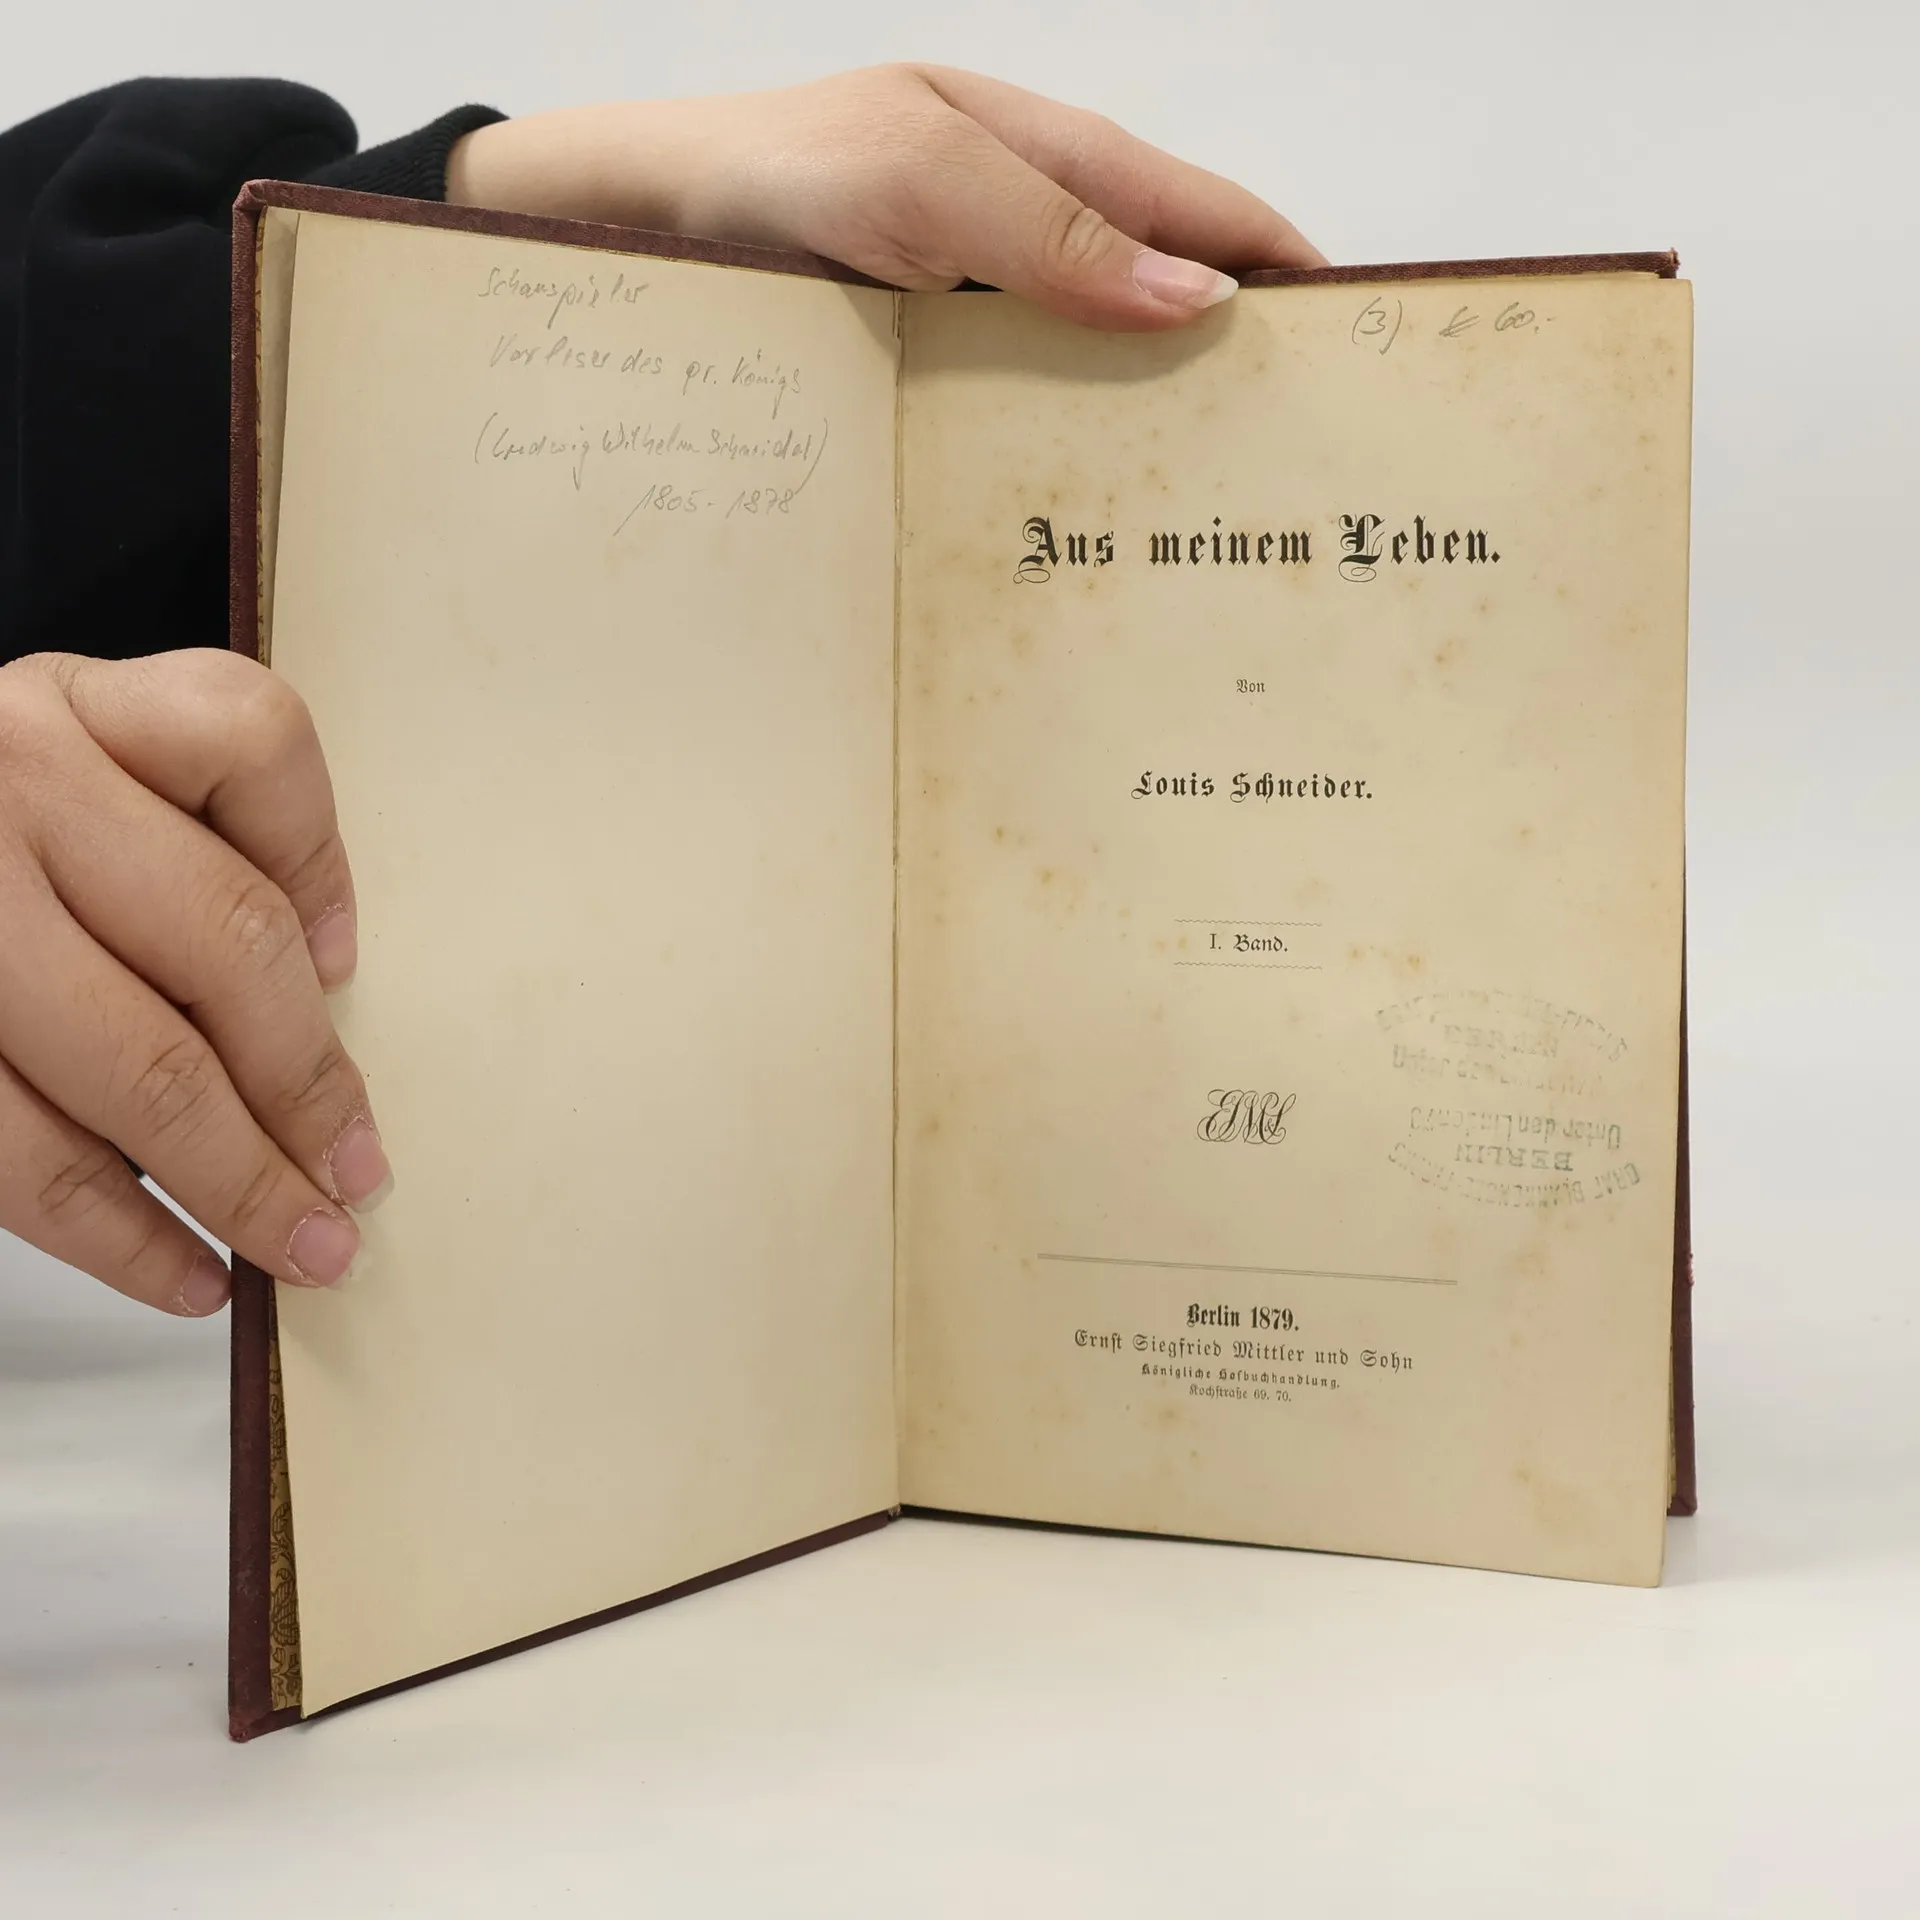 Schauspieler
Vorleser des pr. Königs
(Ludwig Wilhelm Schneider)
1805 - 1878
(3) 60.-
Aus meinem Leben.
Von
Louis Schneider.
I. Band.
Unter den Linden 73
BERLIN
Berlin 1879.
Ernst Siegfried Mittler und Sohn
Königliche Hofbuchhandlung.
Kochstraße 69. 70.